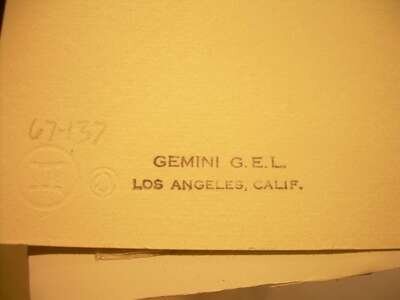 67-137
GEMINI G.E.L.
LOS ANGELES, CALIF.